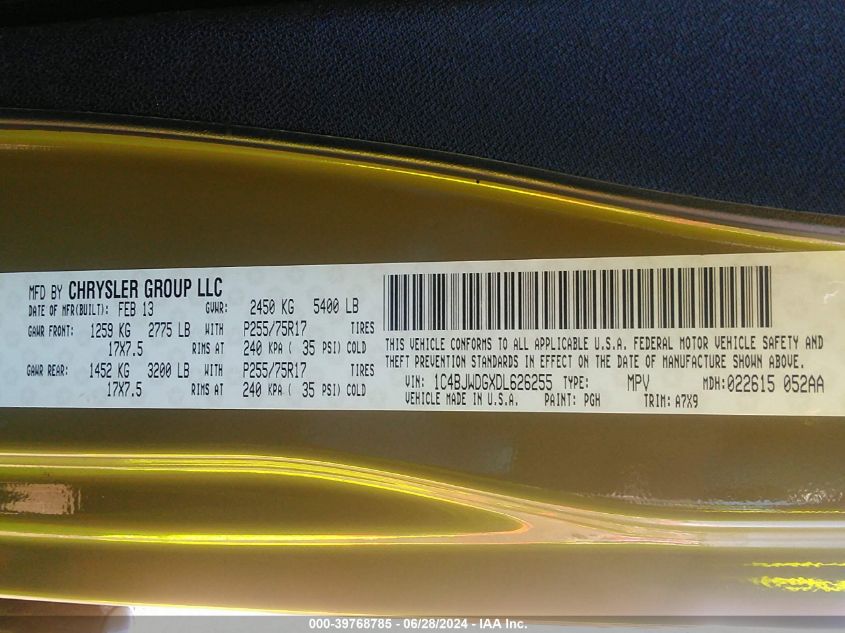 MFD BY CHRYSLER GROUP LLC
DATE OF MFR(BUILT): FEB 13 GVWR: 2450 KG 5400 LB
GAWR FRONT: 1259 KG 2775 LB WITH P255/75R17 TIRES
17X7.5 RIMS AT 240 KPA ( 35 PSI) COLD
GAWR REAR: 1452 KG 3200 LB WITH P255/75R17 TIRES
17X7.5 RIMS AT 240 KPA ( 35 PSI) COLD
THIS VEHICLE CONFORMS TO ALL APPLICABLE U.S.A. FEDERAL MOTOR VEHICLE SAFETY AND
THEFT PREVENTION STANDARDS IN EFFECT ON THE DATE OF MANUFACTURE SHOWN ABOVE.
VIN: 1C4BJWDGXDL626255 TYPE: MPV MDH: 022615 052AA
VEHICLE MADE IN U.S.A. PAINT: PGH TRIM: A7X9
000-39768785 - 06/28/2024 - IAA Inc.